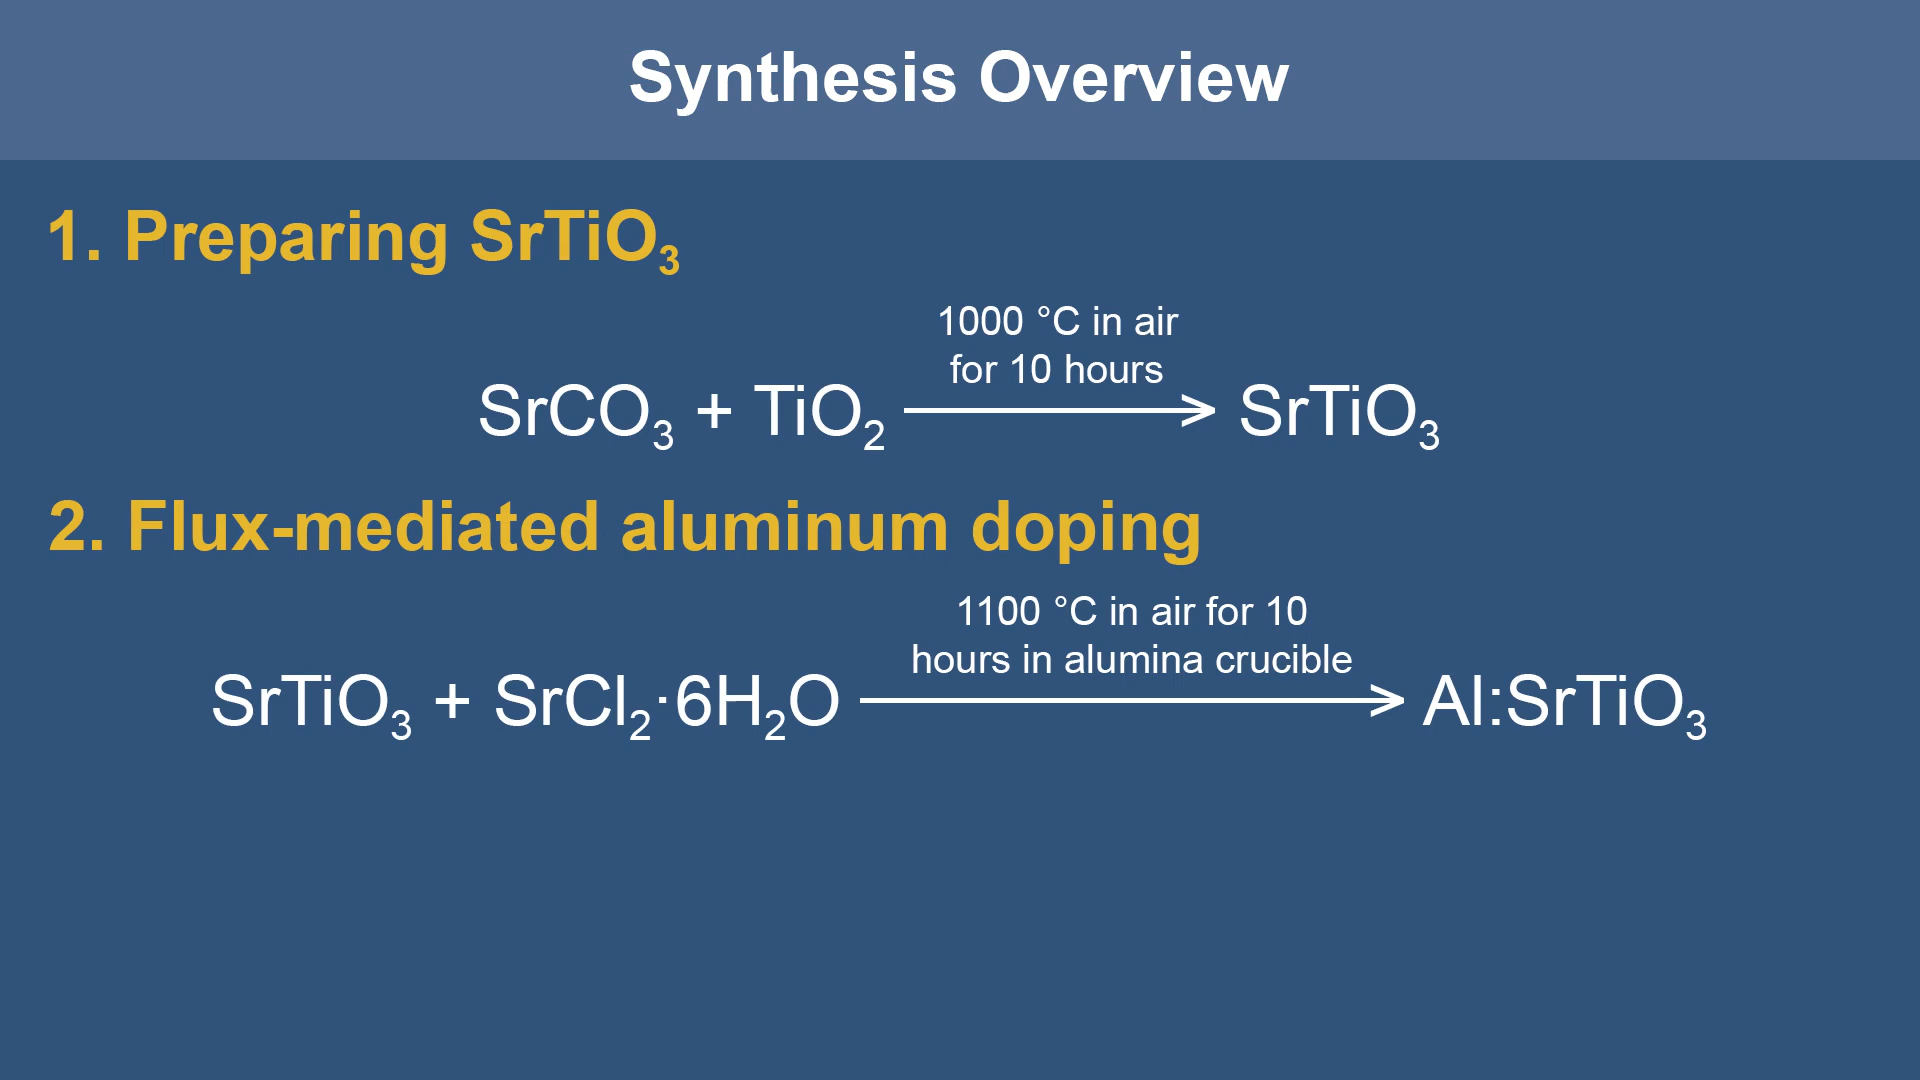 Synthesis Overview
1. Preparing SrTiO₃
1000 °C in air
for 10 hours
SrCO₃ + TiO₂ ⟶ SrTiO₃
2. Flux-mediated aluminum doping
1100 °C in air for 10
hours in alumina crucible
SrTiO₃ + SrCl₂·6H₂O ⟶ Al:SrTiO₃